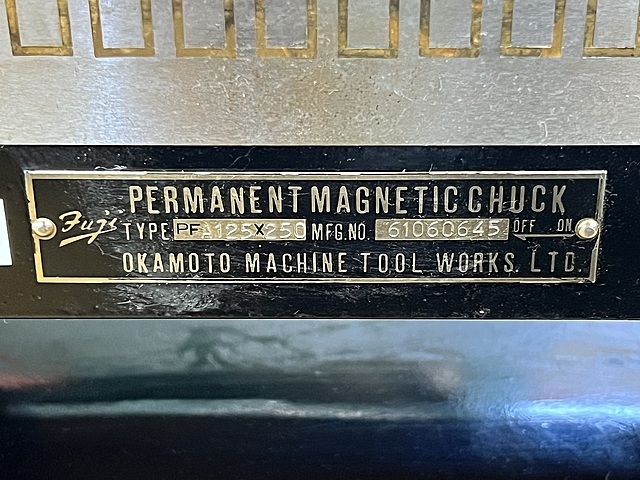 PERMANENT MAGNETIC CHUCK
Fuji TYPE PFA125X250 MFG.NO. 61060645 OFF ON
OKAMOTO MACHINE TOOL WORKS. LTD.